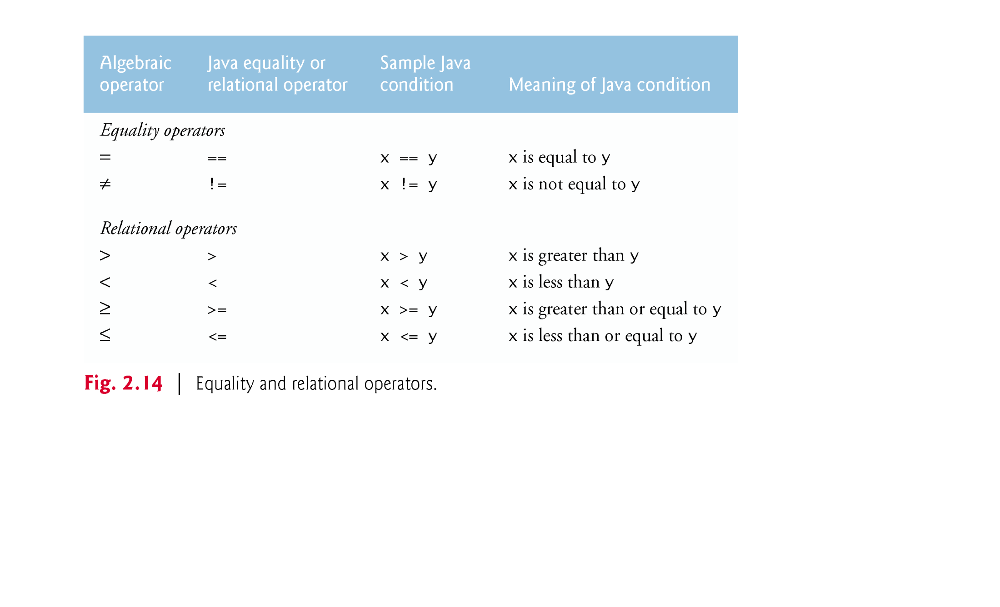 Algebraic operator Java equality or relational operator Sample Java condition Meaning of Java condition
Equality operators
= == x == y x is equal to y
≠ != x != y x is not equal to y
Relational operators
> > x > y x is greater than y
< < x < y x is less than y
≥ >= x >= y x is greater than or equal to y
≤ <= x <= y x is less than or equal to y
Fig. 2.14 | Equality and relational operators.